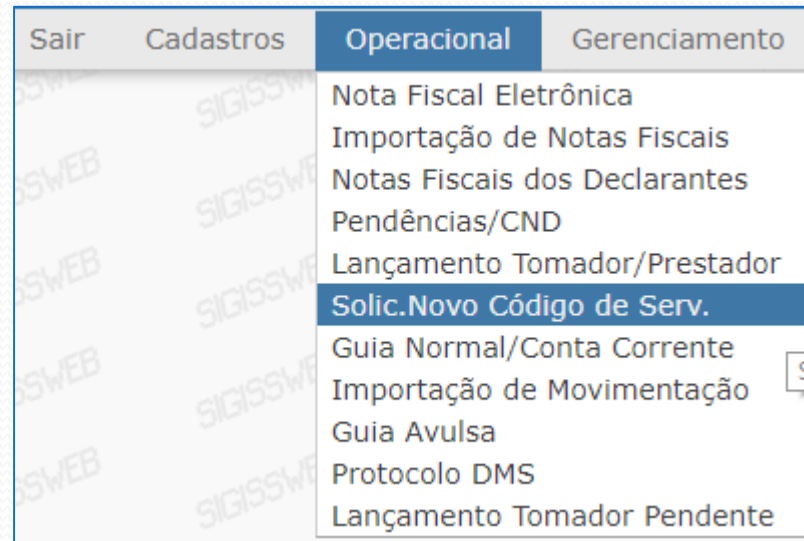 Sair Cadastros Operacional Gerenciamento
Nota Fiscal Eletrônica
Importação de Notas Fiscais
Notas Fiscais dos Declarantes
Pendências/CND
Lançamento Tomador/Prestador
Solic.Novo Código de Serv.
Guia Normal/Conta Corrente
Importação de Movimentação
Guia Avulsa
Protocolo DMS
Lançamento Tomador Pendente